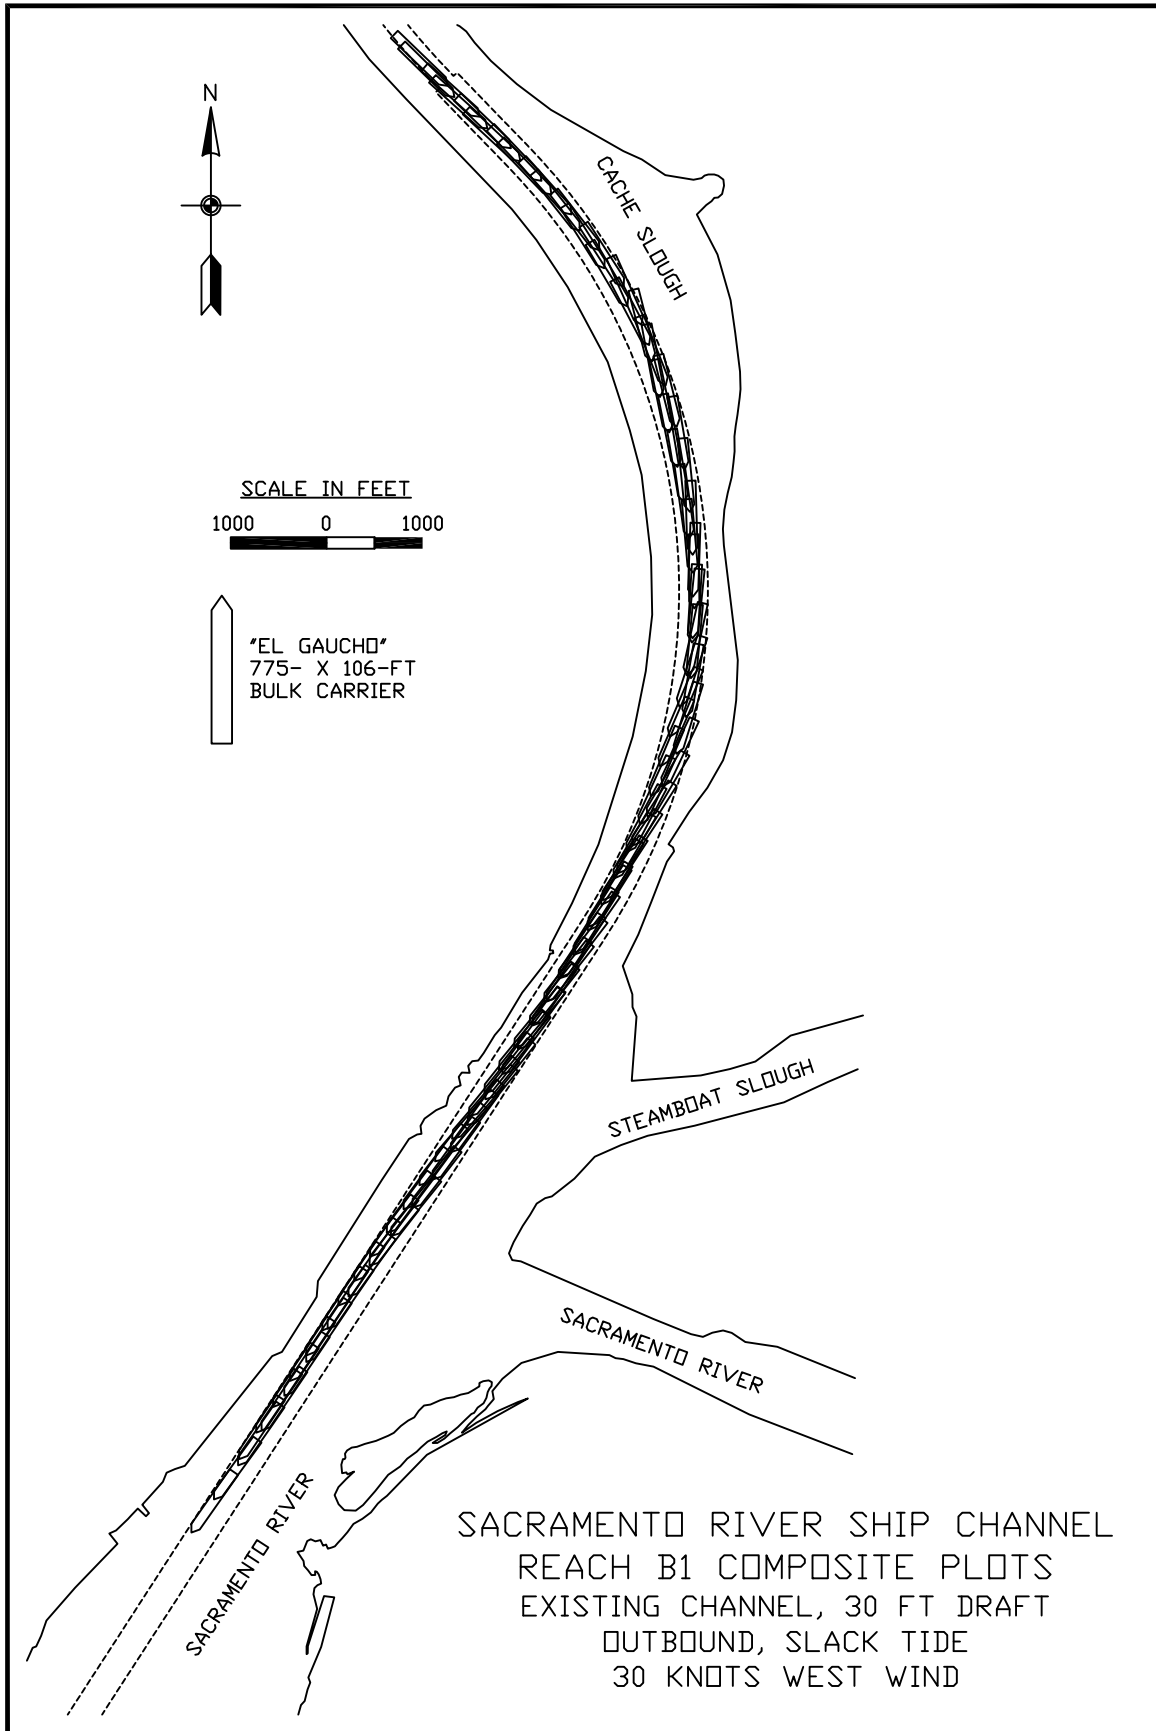 N
CACHE SLOUGH
SCALE IN FEET
1000 0 1000
"EL GAUCHO"
775- X 106-FT
BULK CARRIER
STEAMBOAT SLOUGH
SACRAMENTO RIVER
SACRAMENTO RIVER
SACRAMENTO RIVER SHIP CHANNEL
REACH B1 COMPOSITE PLOTS
EXISTING CHANNEL, 30 FT DRAFT
OUTBOUND, SLACK TIDE
30 KNOTS WEST WIND